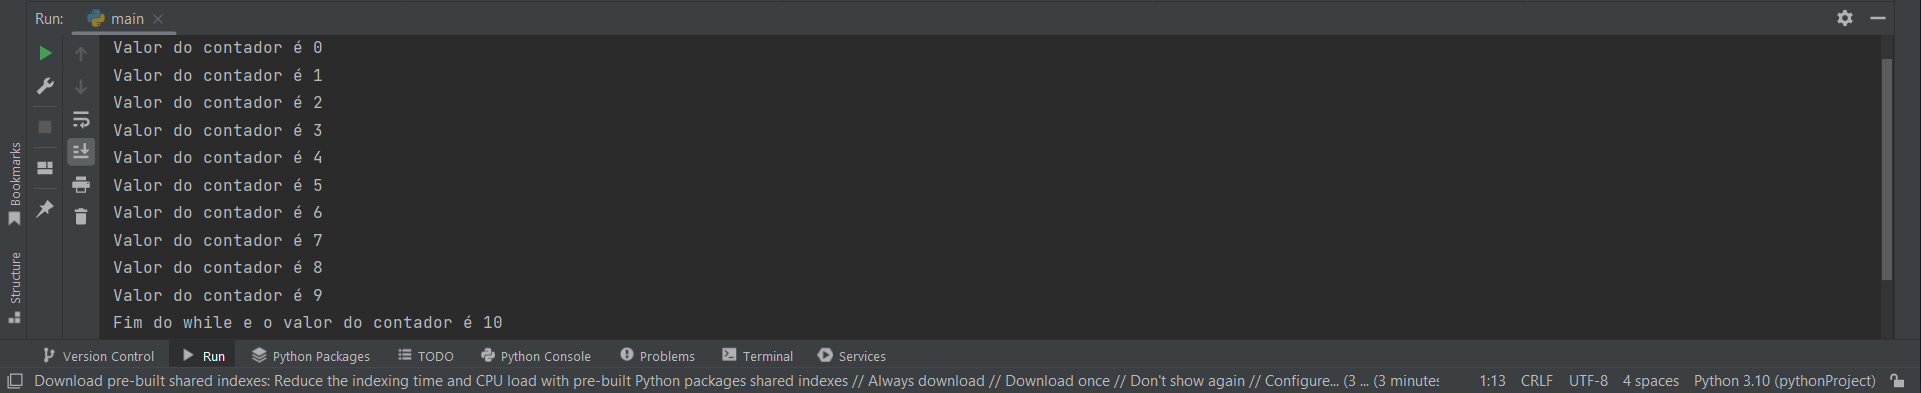 Run: main
Valor do contador é 0
Valor do contador é 1
Valor do contador é 2
Valor do contador é 3
Valor do contador é 4
Valor do contador é 5
Valor do contador é 6
Valor do contador é 7
Valor do contador é 8
Valor do contador é 9
Fim do while e o valor do contador é 10
Bookmarks
Structure
Version Control Run Python Packages TODO Python Console Problems Terminal Services
Download pre-built shared indexes: Reduce the indexing time and CPU load with pre-built Python packages shared indexes // Always download // Download once // Don't show again // Configure... (3 ... (3 minutes 1:13 CRLF UTF-8 4 spaces Python 3.10 (pythonProject)